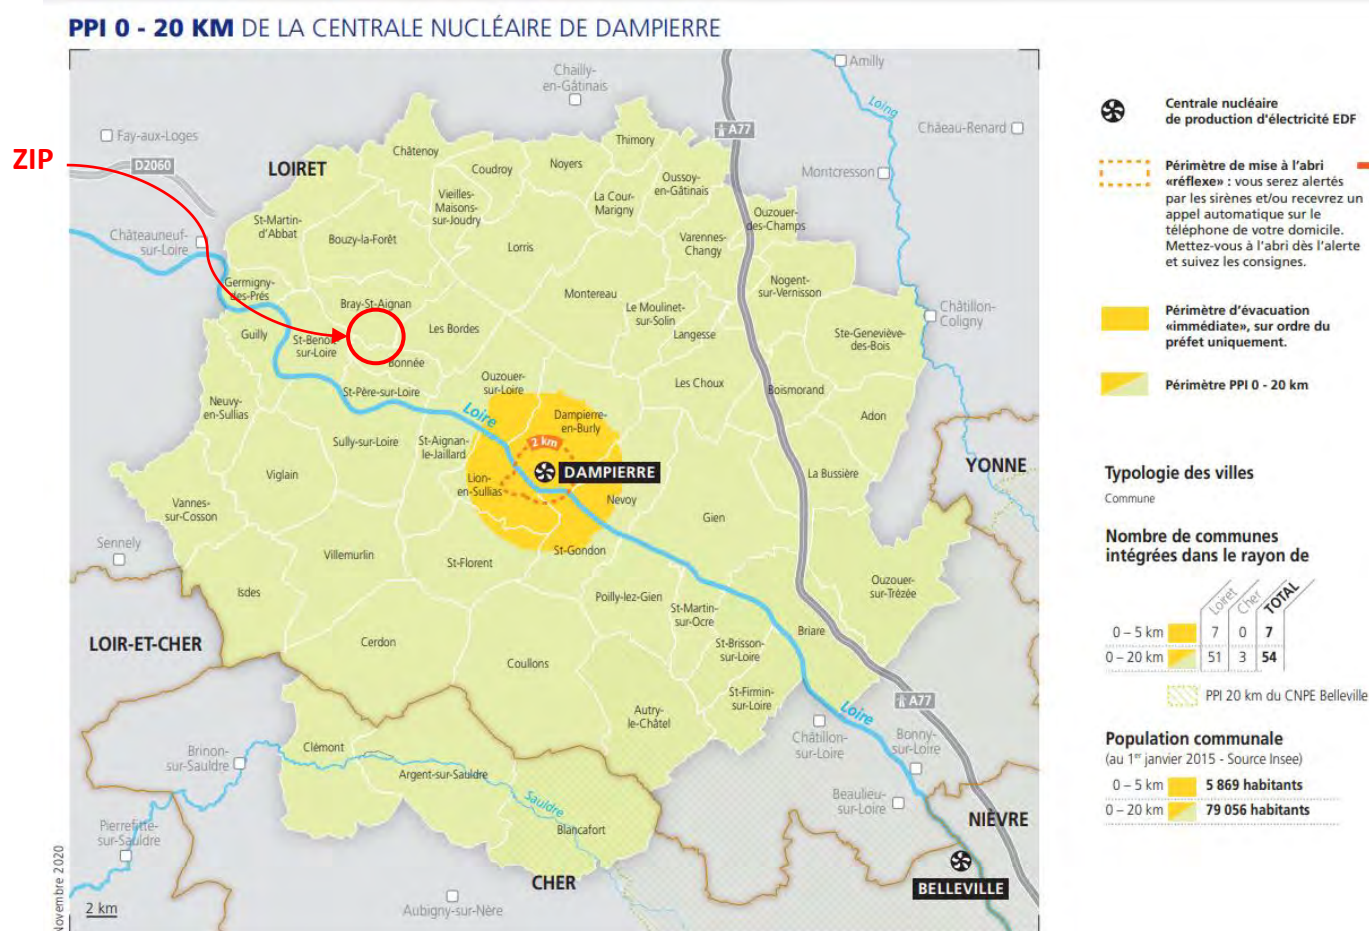 PPI 0 - 20 KM DE LA CENTRALE NUCLÉAIRE DE DAMPIERRE
ZIP
Amilly
Chailly-
en-Gâtinais
Loing
Fay-aux-Loges
A77
Châeau-Renard
D2060
LOIRET
Châtenoy
Coudroy
Noyers
Thimory
Montcresson
Oussoy-
en-Gâtinais
Vieilles-
Maisons-
sur-Joudry
La Cour-
Marigny
Ouzouer-
des-Champs
St-Martin-
d'Abbat
Bouzy-la-Forêt
Lorris
Varennes-
Changy
Châteauneuf-
sur-Loire
Germigny-
des-Prés
Nogent-
sur-Vernisson
Bray-St-Aignan
Montereau
Le Moulinet-
sur-Solin
Châtillon-
Coligny
Guilly
St-Benoît-
sur-Loire
Les Bordes
Langesse
Ste-Geneviève-
des-Bois
Bonnée
Ouzouer-
sur-Loire
Les Choux
Boismorand
St-Père-sur-Loire
Neuvy-
en-Sullias
Loire
Dampierre-
en-Burly
Adon
Sully-sur-Loire
St-Aignan-
le-Jaillard
2 km
DAMPIERRE
YONNE
Viglain
Lion-
en-Sullias
La Bussière
Vannes-
sur-Cosson
Nevoy
Gien
Sennely
Villemurlin
St-Florent
St-Gondon
Isdes
Poilly-lez-Gien
Ouzouer-
sur-Trézée
St-Martin-
sur-Ocre
LOIR-ET-CHER
Cerdon
Coullons
St-Brisson-
sur-Loire
Briare
St-Firmin-
sur-Loire
Autry-
le-Châtel
Loire
A77
Châtillon-
sur-Loire
Bonny-
sur-Loire
Brinon-
sur-Sauldre
Clémont
Argent-sur-Sauldre
Sauldre
Beaulieu-
sur-Loire
Blancafort
NIÈVRE
Pierrefitte-
sur-Sauldre
CHER
BELLEVILLE
Aubigny-sur-Nère
2 km
Novembre 2020
Centrale nucléaire
de production d'électricité EDF
Périmètre de mise à l'abri
«réflexe» : vous serez alertés
par les sirènes et/ou recevrez un
appel automatique sur le
téléphone de votre domicile.
Mettez-vous à l'abri dès l'alerte
et suivez les consignes.
Périmètre d'évacuation
«immédiate», sur ordre du
préfet uniquement.
Périmètre PPI 0 - 20 km
Typologie des villes
Commune
Nombre de communes
intégrées dans le rayon de
Loiret Cher TOTAL
0 – 5 km 7 0 7
0 – 20 km 51 3 54
PPI 20 km du CNPE Belleville
Population communale
(au 1er janvier 2015 - Source Insee)
0 – 5 km 5 869 habitants
0 – 20 km 79 056 habitants